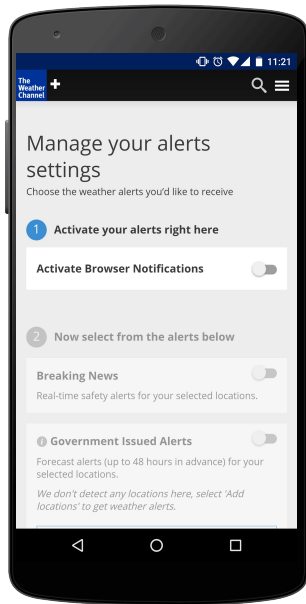 11:21
The
Weather
Channel
Manage your alerts
settings
Choose the weather alerts you'd like to receive
1 Activate your alerts right here
Activate Browser Notifications
2 Now select from the alerts below
Breaking News
Real-time safety alerts for your selected locations.
i Government Issued Alerts
Forecast alerts (up to 48 hours in advance) for your
selected locations.
We don't detect any locations here, select 'Add
locations' to get weather alerts.